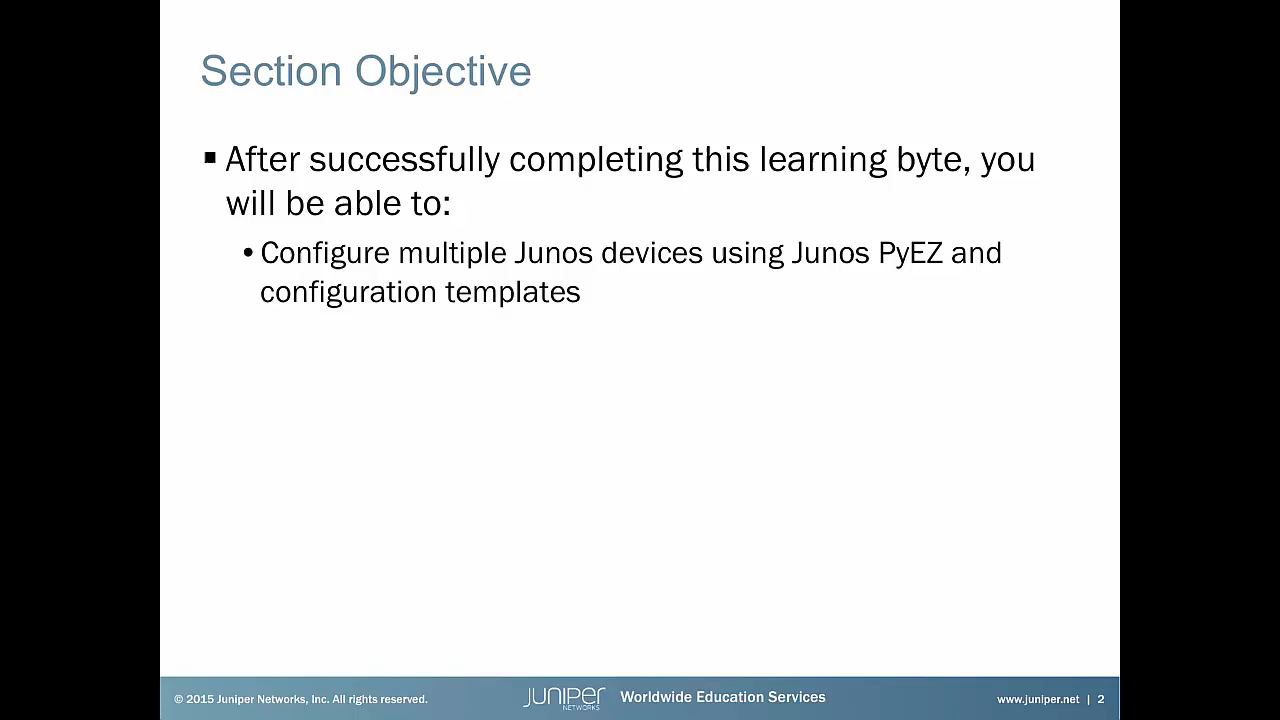 Section Objective
▪ After successfully completing this learning byte, you
will be able to:
• Configure multiple Junos devices using Junos PyEZ and
configuration templates
© 2015 Juniper Networks, Inc. All rights reserved.
JUNIPER
NETWORKS
Worldwide Education Services
www.juniper.net | 2